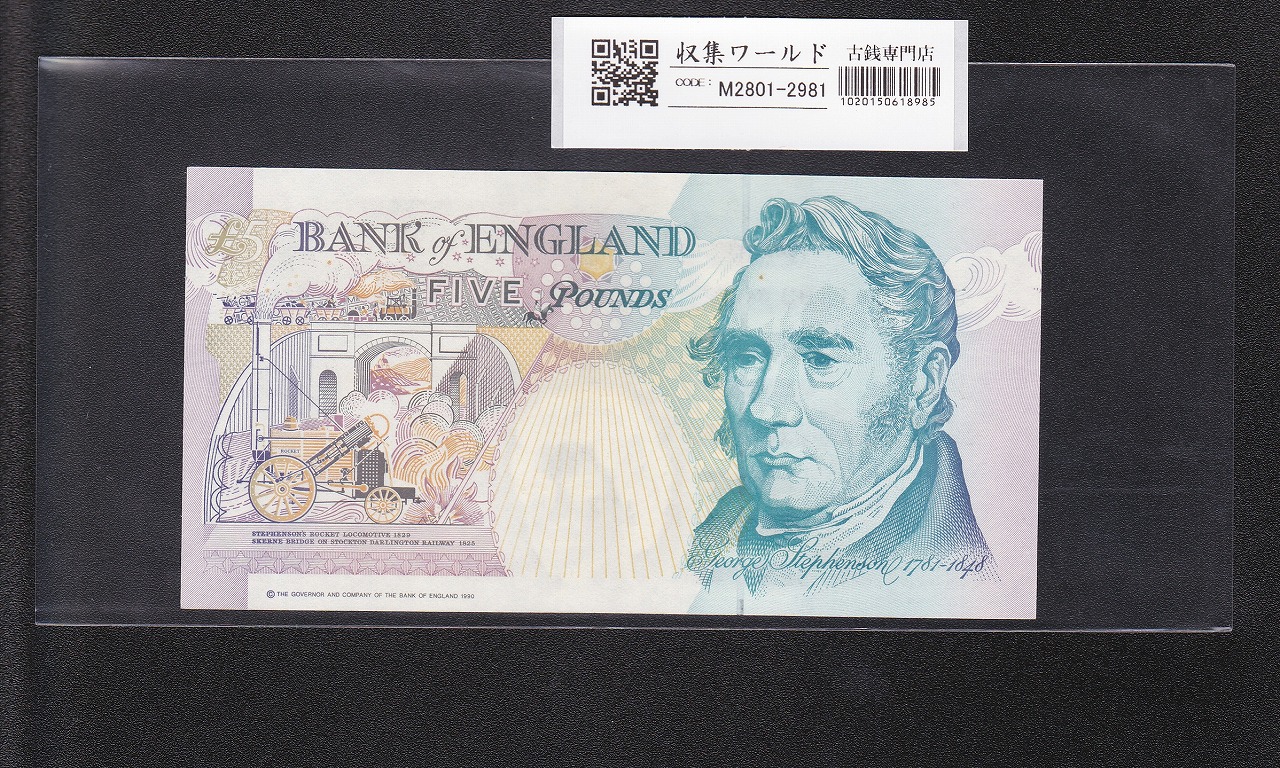 収集ワールド 古銭専門店
CODE: M2801-2981
1020150618985
£5
BANK of ENGLAND
FIVE POUNDS
ROCKET
STEPHENSON'S ROCKET LOCOMOTIVE 1829
SKERNE BRIDGE ON STOCKTON DARLINGTON RAILWAY 1825
George Stephenson 1781-1848
© THE GOVERNOR AND COMPANY OF THE BANK OF ENGLAND 1990